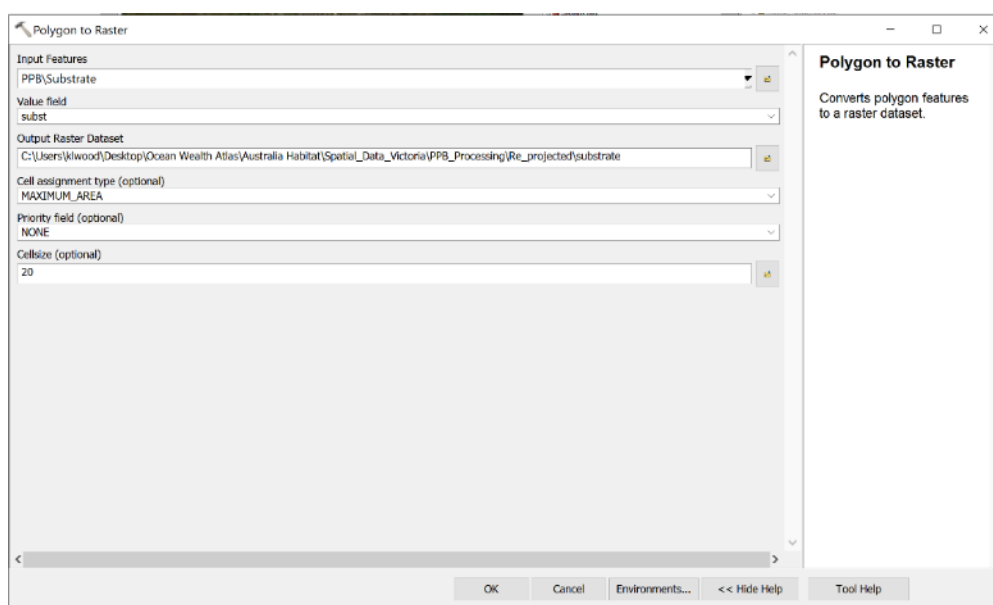 Polygon to Raster
Input Features
PPB\Substrate
Value field
subst
Output Raster Dataset
C:\Users\klwood\Desktop\Ocean Wealth Atlas\Australia Habitat\Spatial_Data_Victoria\PPB_Processing\Re_projected\substrate
Cell assignment type (optional)
MAXIMUM_AREA
Priority field (optional)
NONE
Cellsize (optional)
20
OK
Cancel
Environments...
<< Hide Help
Polygon to Raster
Converts polygon features
to a raster dataset.
Tool Help